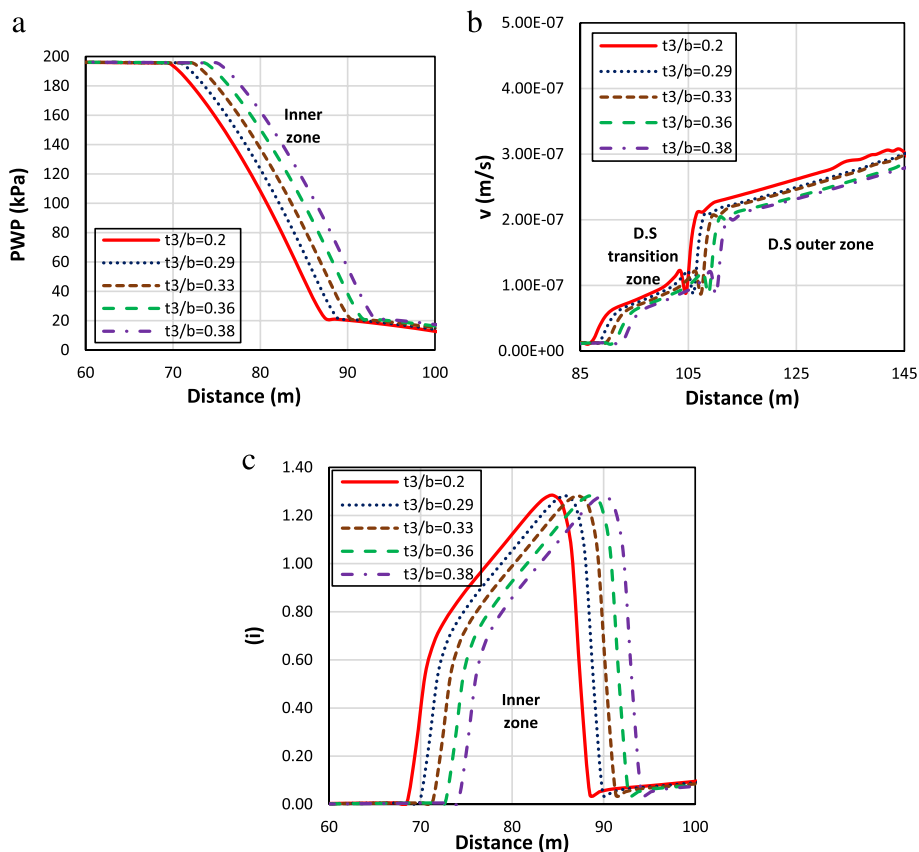 a
PWP (kPa)
200
180
160
140
120
100
80
60
40
20
0
Inner
zone
t3/b=0.2
t3/b=0.29
t3/b=0.33
t3/b=0.36
t3/b=0.38
60 70 80 90 100
Distance (m)
b
v (m/s)
5.00E-07
4.00E-07
3.00E-07
2.00E-07
1.00E-07
0.00E+00
t3/b=0.2
t3/b=0.29
t3/b=0.33
t3/b=0.36
t3/b=0.38
D.S
transition
zone
D.S outer zone
85 105 125 145
Distance (m)
c
(i)
1.40
1.20
1.00
0.80
0.60
0.40
0.20
0.00
t3/b=0.2
t3/b=0.29
t3/b=0.33
t3/b=0.36
t3/b=0.38
Inner
zone
60 70 80 90 100
Distance (m)